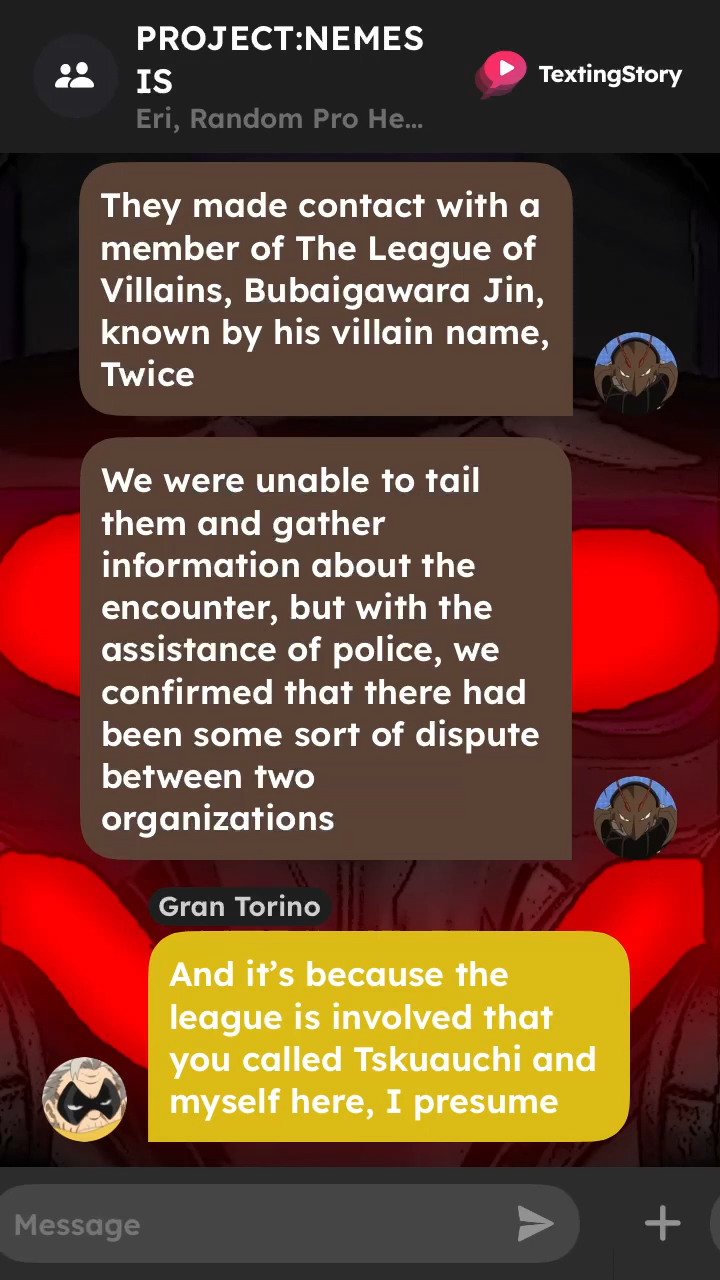 PROJECT:NEMES
IS
Eri, Random Pro He...
TextingStory
They made contact with a
member of The League of
Villains, Bubaigawara Jin,
known by his villain name,
Twice
We were unable to tail
them and gather
information about the
encounter, but with the
assistance of police, we
confirmed that there had
been some sort of dispute
between two
organizations
Gran Torino
And it’s because the
league is involved that
you called Tskuauchi and
myself here, I presume
Message